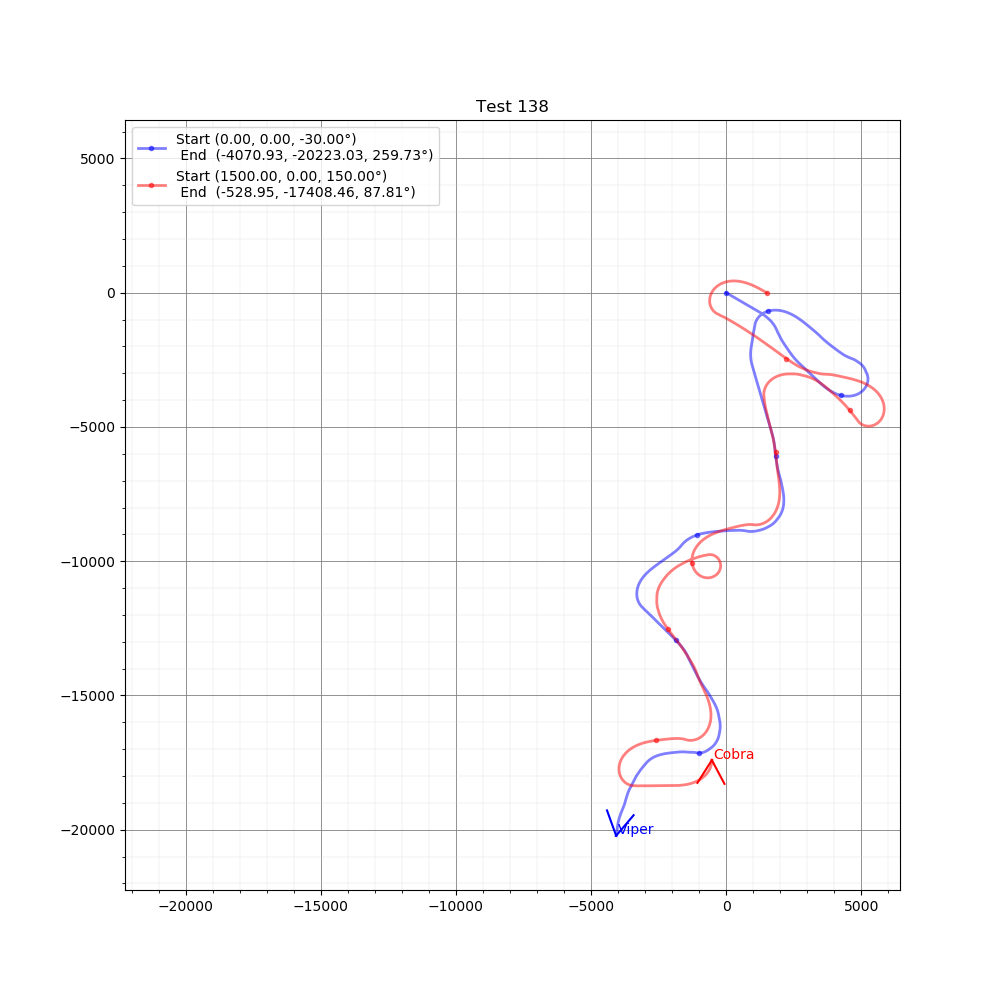 Test 138
Start (0.00, 0.00, -30.00°)
End (-4070.93, -20223.03, 259.73°)
Start (1500.00, 0.00, 150.00°)
End (-528.95, -17408.46, 87.81°)
5000
0
−5000
−10000
−15000
−20000
Cobra
Viper
−20000 −15000 −10000 −5000 0 5000